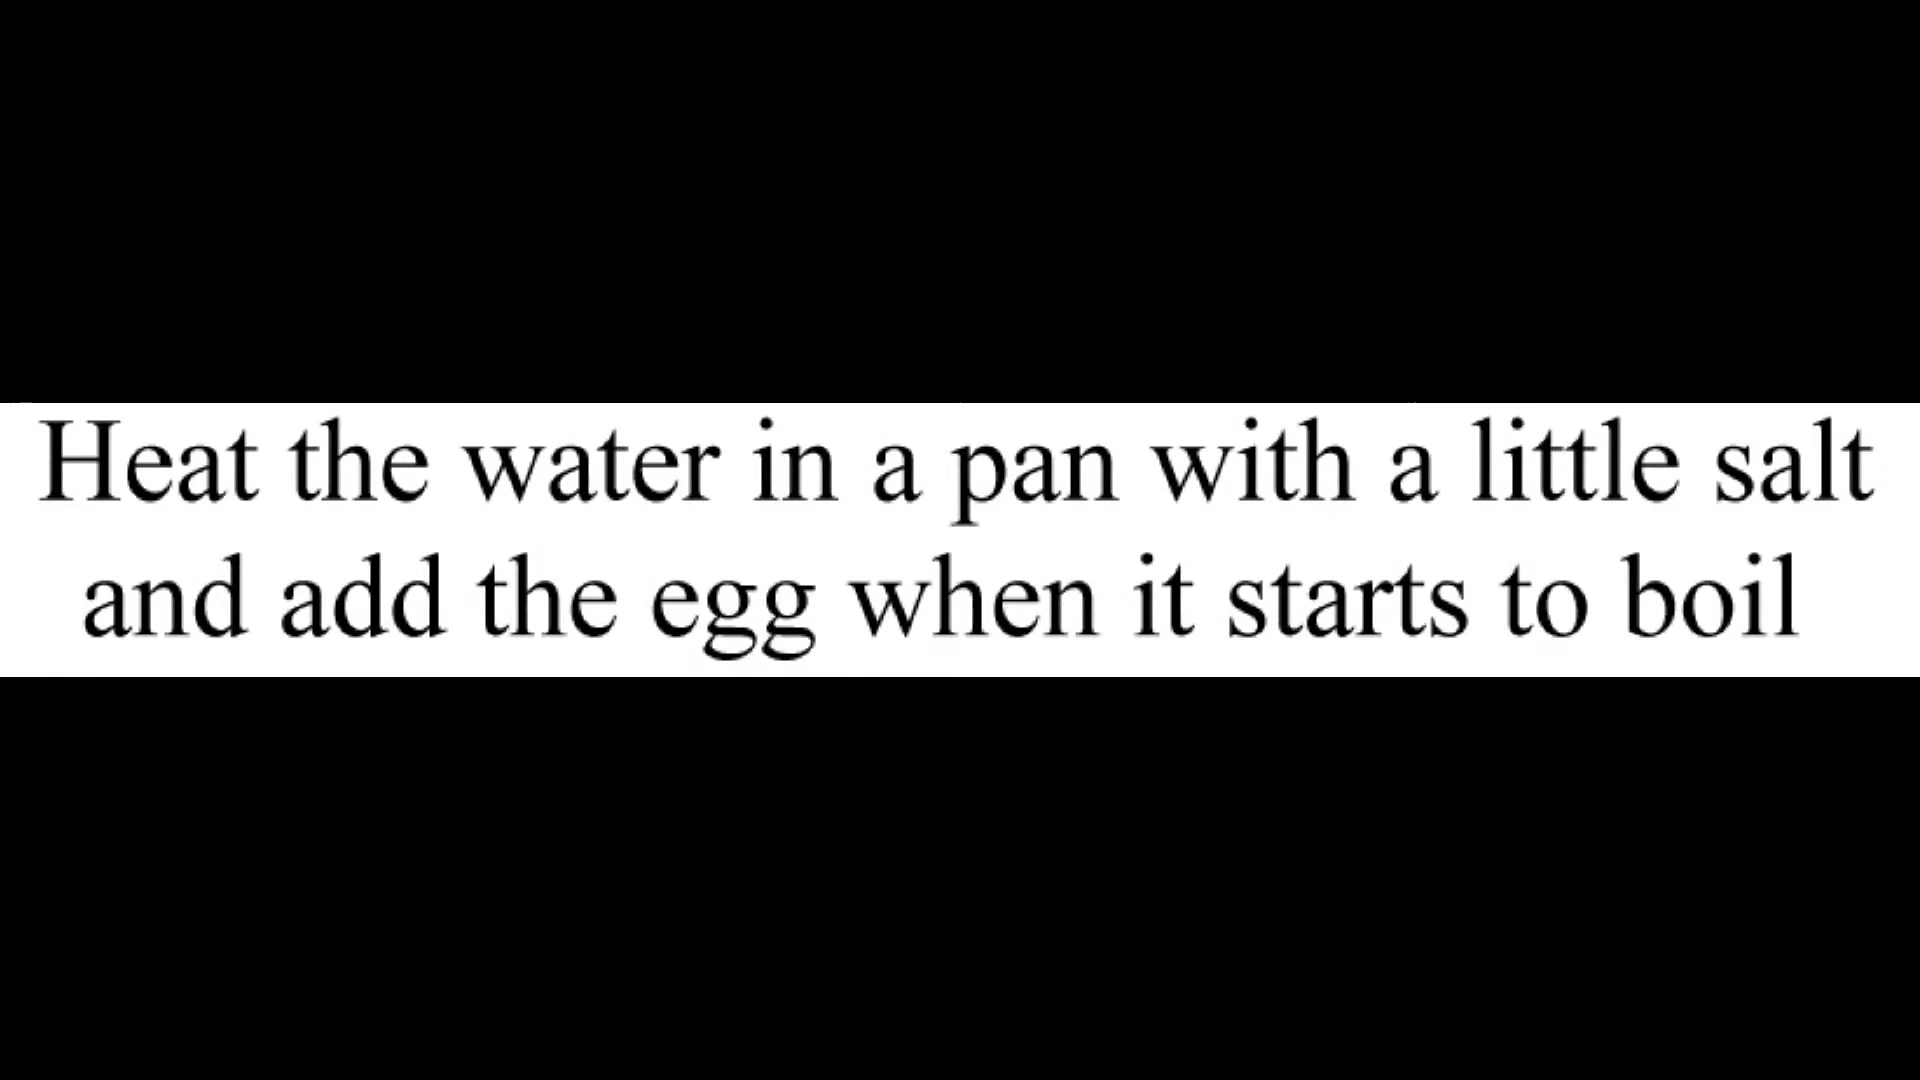 Heat the water in a pan with a little salt
and add the egg when it starts to boil